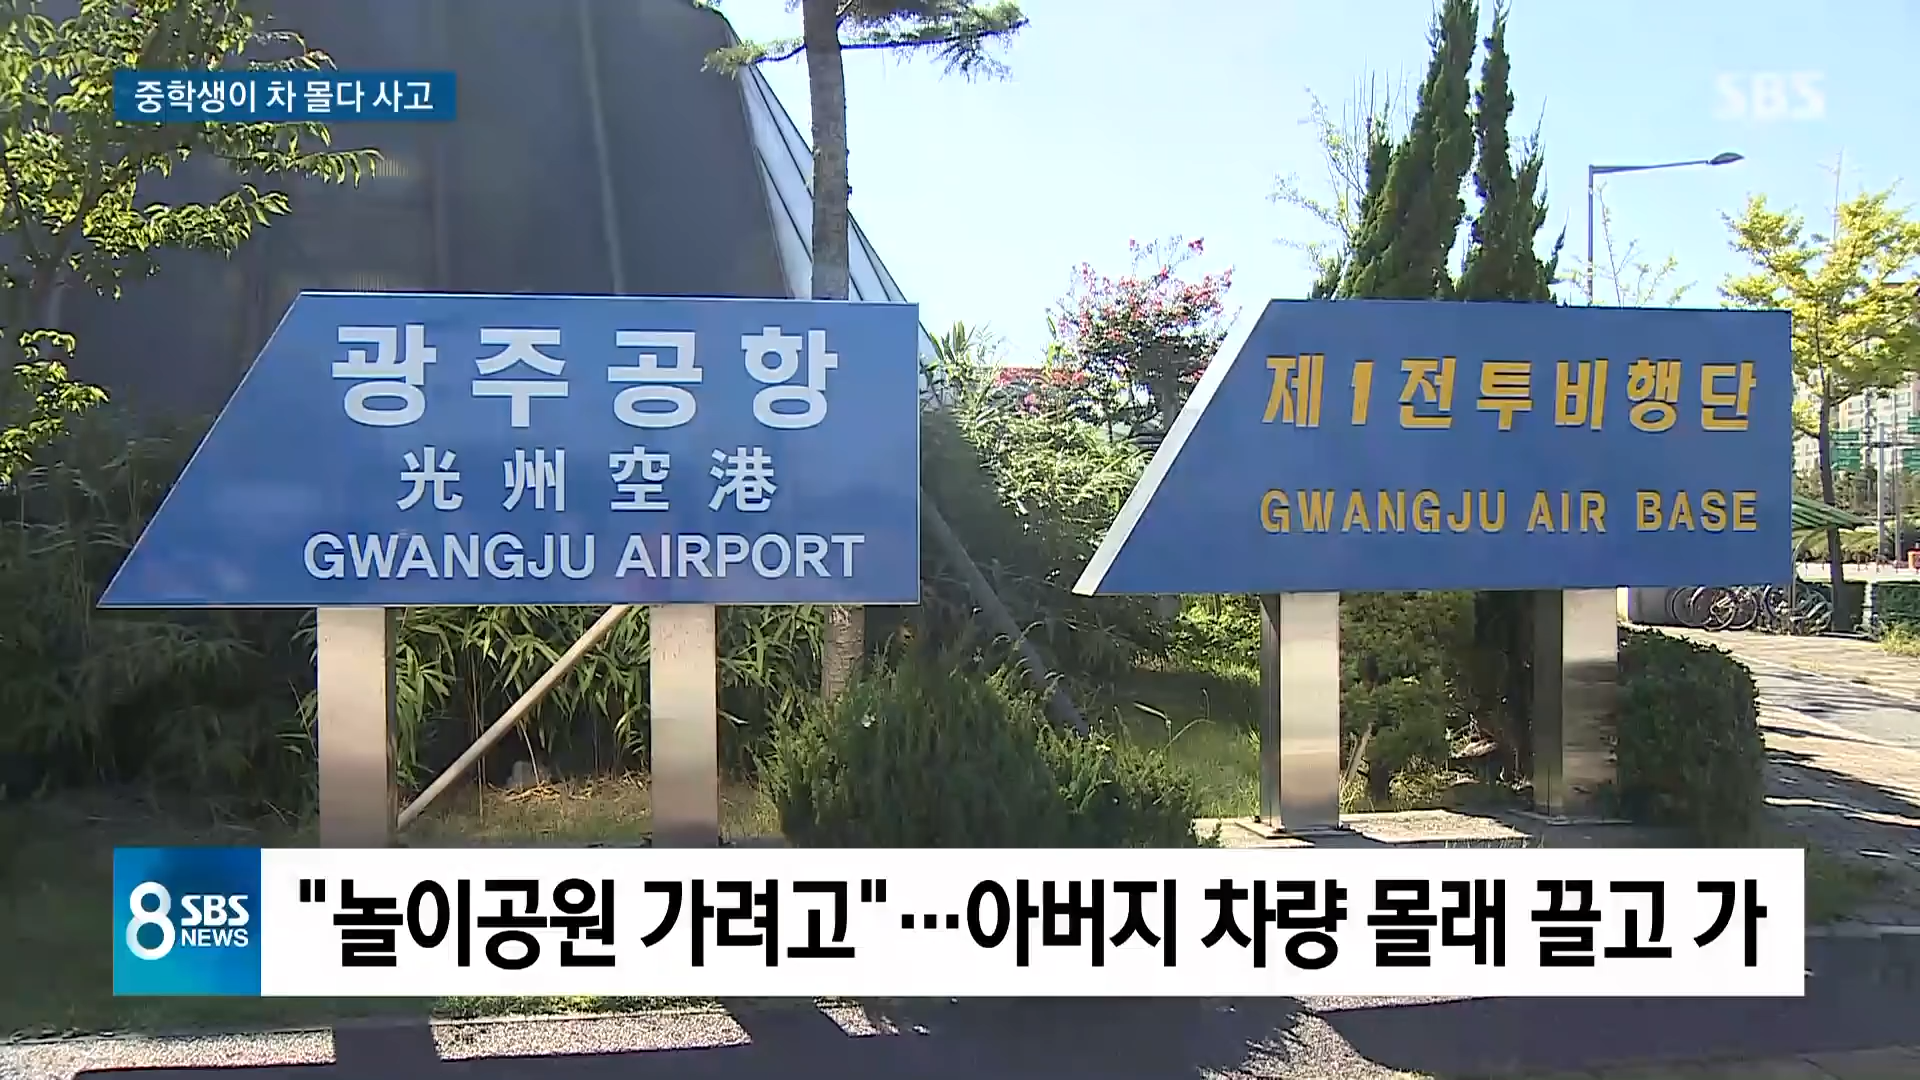 중학생이 차 몰다 사고
SBS
광주공항
光州空港
GWANGJU AIRPORT
제1전투비행단
GWANGJU AIR BASE
8 SBS NEWS
"놀이공원 가려고"…아버지 차량 몰래 끌고 가